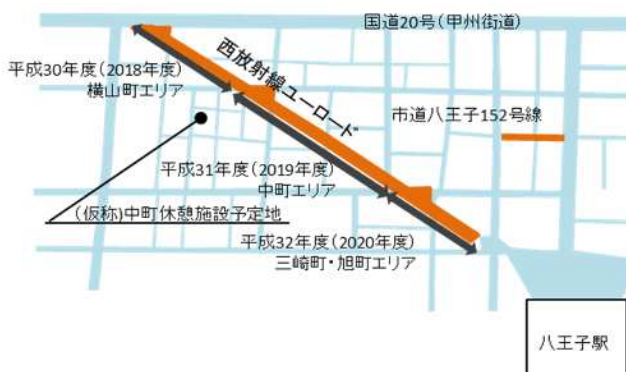 国道20号(甲州街道)
西放射線ユーロード
平成30年度(2018年度)
横山町エリア
市道八王子152号線
平成31年度(2019年度)
中町エリア
(仮称)中町休憩施設予定地
平成32年度(2020年度)
三崎町・旭町エリア
八王子駅